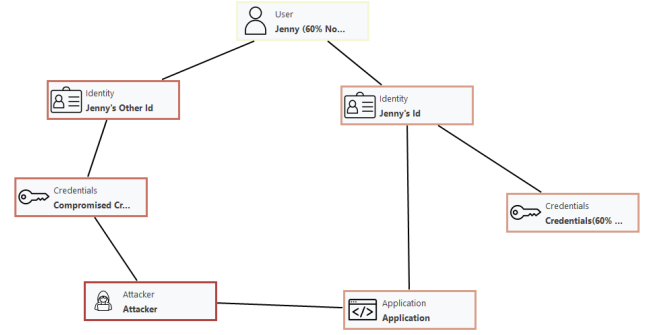 User
Jenny (60% No...
Identity
Jenny's Other Id
Identity
Jenny's Id
Credentials
Compromised Cr...
Credentials
Credentials(60% ...
Attacker
Attacker
Application
Application